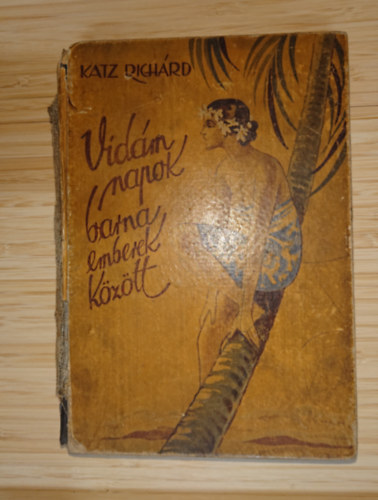 KATZ RICHÁRD
Vidám
napok
barna
emberek
között